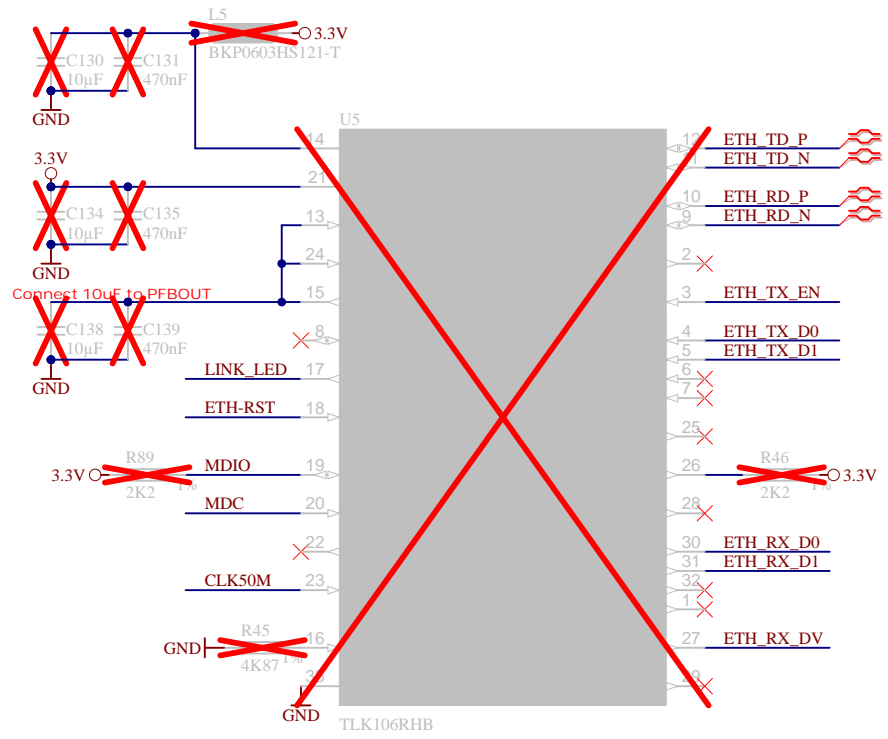 L5
3.3V
BKP0603HS121-T
C130
C131
10µF
470nF
GND
U5
14
12
ETH_TD_P
ETH_TD_N
3.3V
21
C134
C135
10µF
470nF
10
ETH_RD_P
13
9
ETH_RD_N
GND
24
2
Connect 10uF to PFBOUT
15
3
ETH_TX_EN
C138
C139
10µF
470nF
8
4
ETH_TX_D0
5
ETH_TX_D1
GND
LINK_LED
17
6
7
ETH-RST
18
25
R89
R46
3.3V
MDIO
19
26
3.3V
2K2
1%
2K2
1%
MDC
20
28
22
30
ETH_RX_D0
31
ETH_RX_D1
CLK50M
23
32
1
R45
GND
16
27
ETH_RX_DV
4K87
1%
29
GND
TLK106RHB